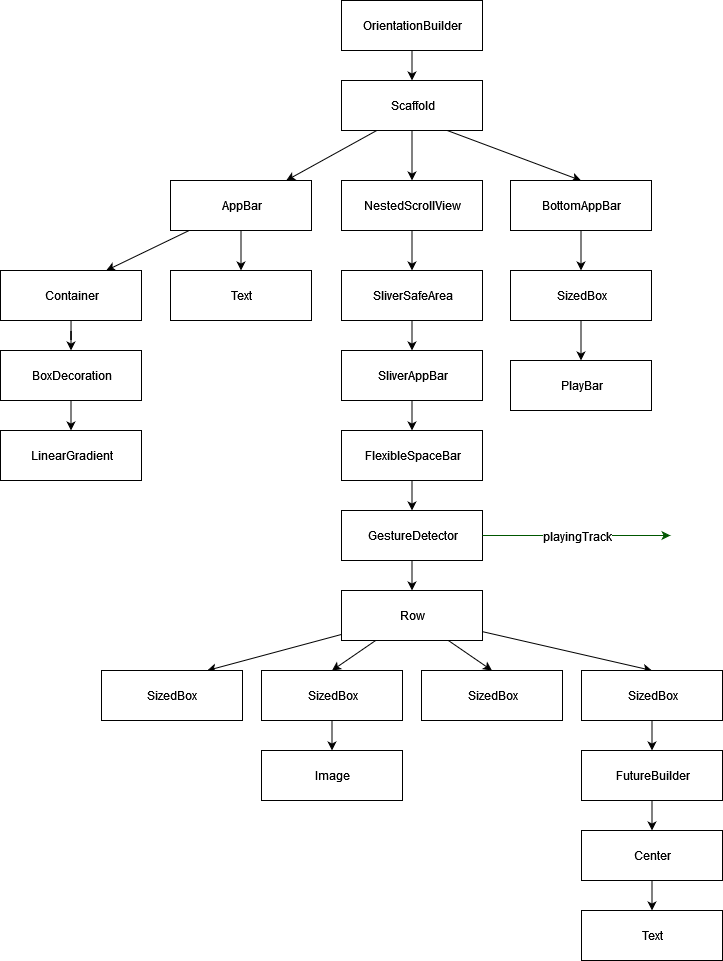 OrientationBuilder
Scaffold
AppBar
NestedScrollView
BottomAppBar
Container
Text
SliverSafeArea
SizedBox
BoxDecoration
SliverAppBar
PlayBar
LinearGradient
FlexibleSpaceBar
GestureDetector
playingTrack
Row
SizedBox
SizedBox
SizedBox
SizedBox
Image
FutureBuilder
Center
Text